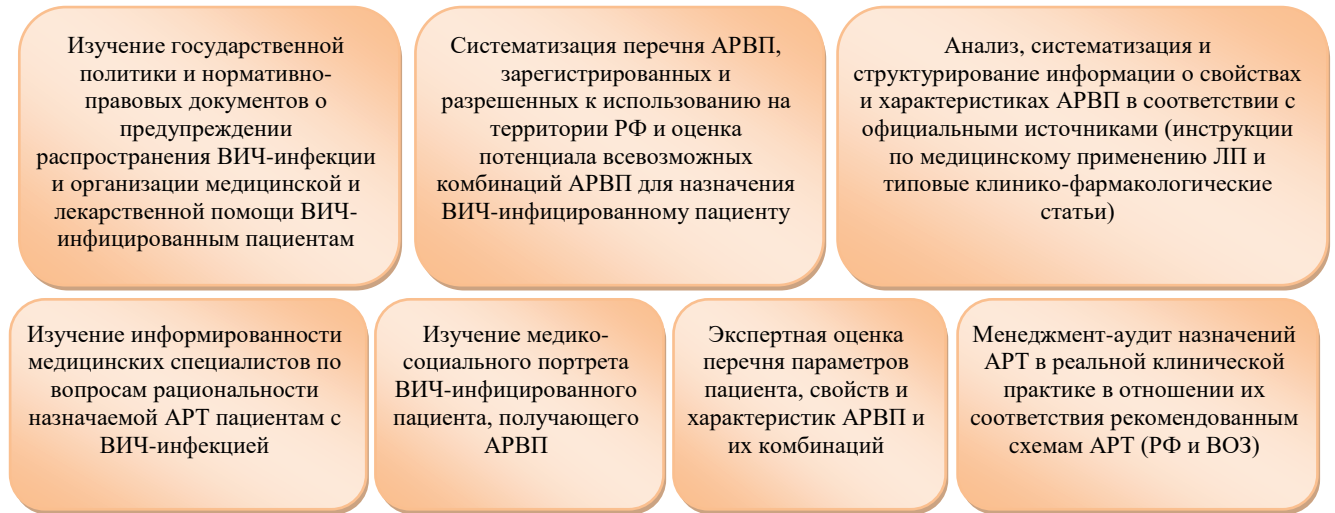 Изучение государственной
политики и нормативно-
правовых документов о
предупреждении
распространения ВИЧ-инфекции
и организации медицинской и
лекарственной помощи ВИЧ-
инфицированным пациентам
Систематизация перечня АРВП,
зарегистрированных и
разрешенных к использованию на
территории РФ и оценка
потенциала всевозможных
комбинаций АРВП для назначения
ВИЧ-инфицированному пациенту
Анализ, систематизация и
структурирование информации о свойствах
и характеристиках АРВП в соответствии с
официальными источниками (инструкции
по медицинскому применению ЛП и
типовые клинико-фармакологические
статьи)
Изучение информированности
медицинских специалистов по
вопросам рациональности
назначаемой АРТ пациентам с
ВИЧ-инфекцией
Изучение медико-
социального портрета
ВИЧ-инфицированного
пациента, получающего
АРВП
Экспертная оценка
перечня параметров
пациента, свойств и
характеристик АРВП и
их комбинаций
Менеджмент-аудит назначений
АРТ в реальной клинической
практике в отношении их
соответствия рекомендованным
схемам АРТ (РФ и ВОЗ)